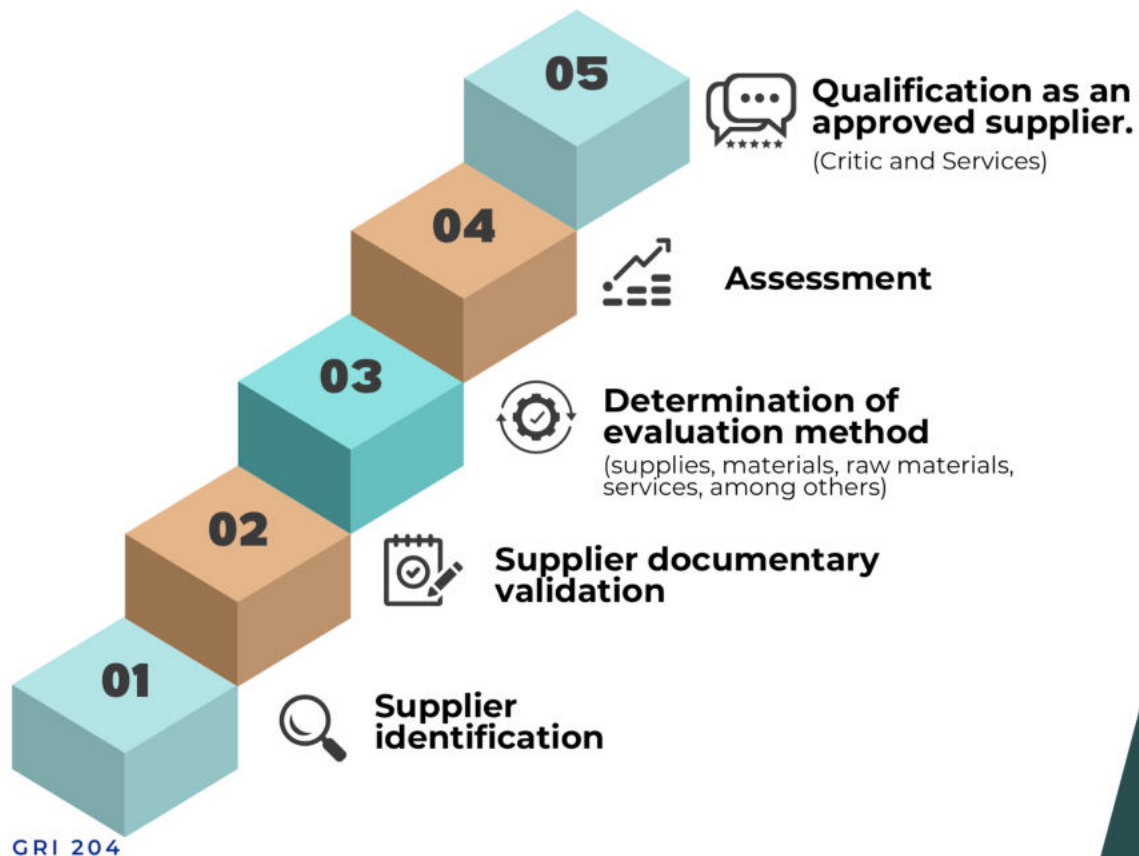 05
Qualification as an
approved supplier.
(Critic and Services)
04
Assessment
03
Determination of
evaluation method
(supplies, materials, raw materials,
services, among others)
02
Supplier documentary
validation
01
Supplier
identification
GRI 204